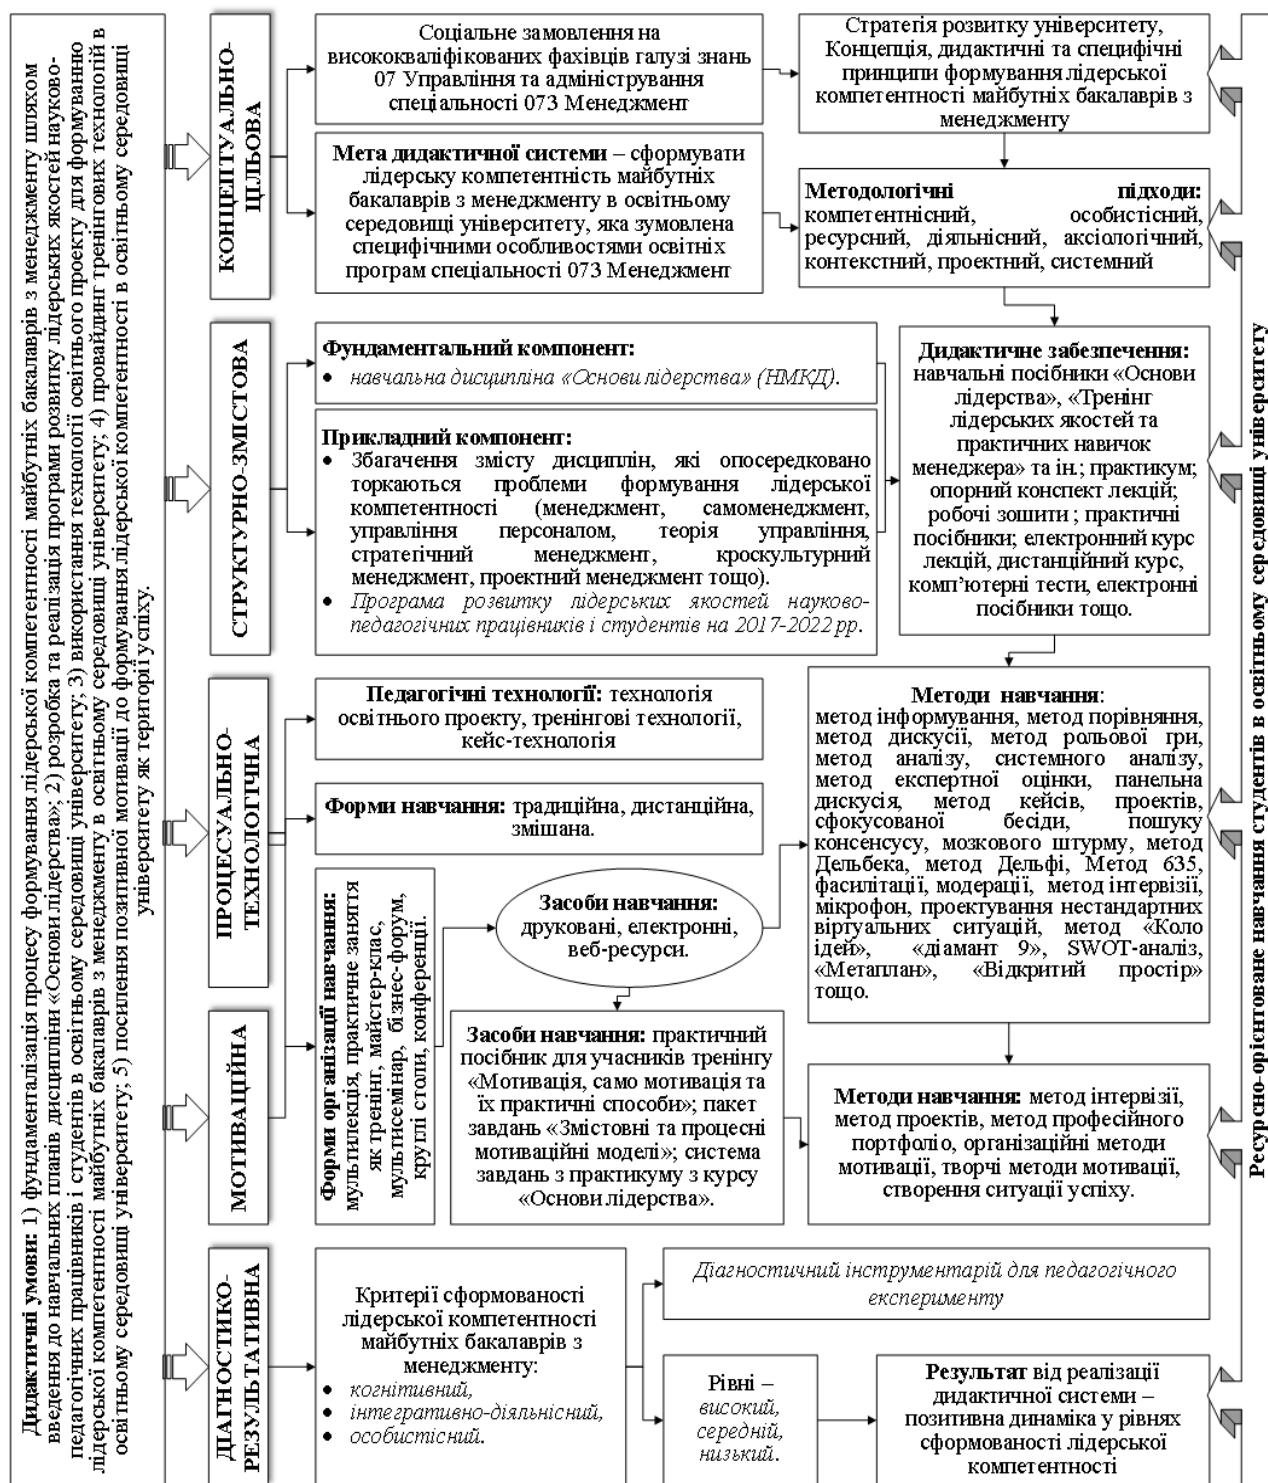 Дидактичні умови: 1) фундаменталізація процесу формування лідерської компетентності майбутніх бакалаврів з менеджменту шляхом
введення до навчальних планів дисципліни «Основи лідерства»; 2) розробка та реалізація програми розвитку лідерських якостей науково-
педагогічних працівників і студентів в освітньому середовищі університету; 3) використання технології освітнього проекту для формуванню
лідерської компетентності майбутніх бакалаврів з менеджменту в освітньому середовищі університету; 4) провайдинг тренінгових технологій в
освітньому середовищі університету; 5) посилення позитивної мотивації до формування лідерської компетентності в освітньому середовищі
університету як території успіху.
КОНЦЕПТУАЛЬНО-
ЦІЛЬОВА
Соціальне замовлення на
висококваліфікованих фахівців галузі знань
07 Управління та адміністрування
спеціальності 073 Менеджмент
Стратегія розвитку університету,
Концепція, дидактичні та специфічні
принципи формування лідерської
компетентності майбутніх бакалаврів з
менеджменту
Мета дидактичної системи – сформувати
лідерську компетентність майбутніх
бакалаврів з менеджменту в освітньому
середовищі університету, яка зумовлена
специфічними особливостями освітніх
програм спеціальності 073 Менеджмент
Методологічні підходи:
компетентнісний, особистісний,
ресурсний, діяльнісний, аксіологічний,
контекстний, проектний, системний
СТРУКТУРНО-ЗМІСТОВА
Фундаментальний компонент:
• навчальна дисципліна «Основи лідерства» (НМКД).
Прикладний компонент:
• Збагачення змісту дисциплін, які опосередковано
торкаються проблеми формування лідерської
компетентності (менеджмент, самоменеджмент,
управління персоналом, теорія управління,
стратегічний менеджмент, кроскультурний
менеджмент, проектний менеджмент тощо).
• Програма розвитку лідерських якостей науково-
педагогічних працівників і студентів на 2017-2022 рр.
Дидактичне забезпечення:
навчальні посібники «Основи
лідерства», «Тренінг
лідерських якостей та
практичних навичок
менеджера» та ін.; практикум;
опорний конспект лекцій;
робочі зошити ; практичні
посібники; електронний курс
лекцій, дистанційний курс,
комп’ютерні тести, електронні
посібники тощо.
ПРОЦЕСУАЛЬНО-
ТЕХНОЛОГІЧНА
Педагогічні технології: технологія
освітнього проекту, тренінгові технології,
кейс-технологія
Форми навчання: традиційна, дистанційна,
змішана.
Форми організації навчання:
мультилекція, практичне заняття
як тренінг, майстер-клас,
мультисемінар, бізнес-форум,
круглі столи, конференції.
Засоби навчання:
друковані, електронні,
веб-ресурси.
Методи навчання:
метод інформування, метод порівняння,
метод дискусії, метод рольової гри,
метод аналізу, системного аналізу,
метод експертної оцінки, панельна
дискусія, метод кейсів, проектів,
сфокусованої бесіди, пошуку
консенсусу, мозкового штурму, метод
Дельбека, метод Дельфі, Метод 635,
фасилітації, модерації, метод інтервізії,
мікрофон, проектування нестандартних
віртуальних ситуацій, метод «Коло
ідей», «діамант 9», SWOT-аналіз,
«Метаплан», «Відкритий простір»
тощо.
МОТИВАЦІЙНА
Засоби навчання: практичний
посібник для учасників тренінгу
«Мотивація, само мотивація та
їх практичні способи»; пакет
завдань «Змістовні та процесні
мотиваційні моделі»; система
завдань з практикуму з курсу
«Основи лідерства».
Методи навчання: метод інтервізії,
метод проектів, метод професійного
портфоліо, організаційні методи
мотивації, творчі методи мотивації,
створення ситуації успіху.
ДІАГНОСТИКО-
РЕЗУЛЬТАТИВНА
Критерії сформованості
лідерської компетентності
майбутніх бакалаврів з
менеджменту:
• когнітивний,
• інтегративно-діяльнісний,
• особистісний.
Діагностичний інструментарій для педагогічного
експерименту
Рівні –
високий,
середній,
низький.
Результат від реалізації
дидактичної системи –
позитивна динаміка у рівнях
сформованості лідерської
компетентності
Ресурсно-орієнтоване навчання студентів в освітньому середовищі університету